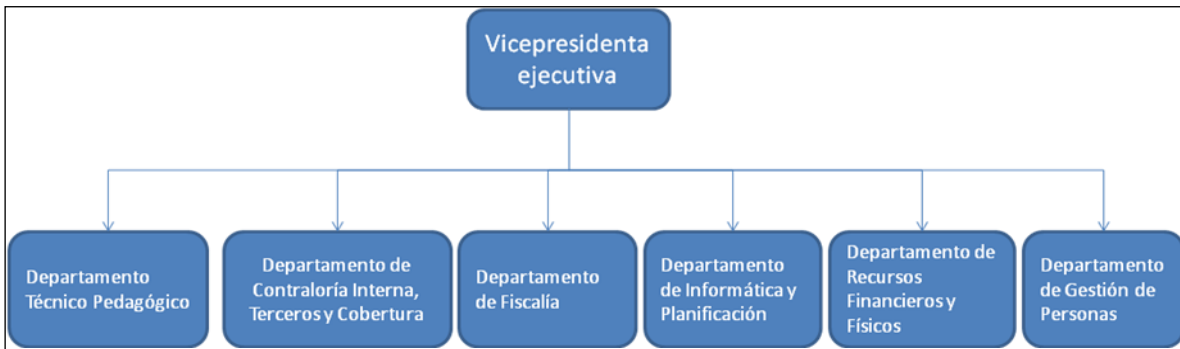 Vicepresidenta
ejecutiva
Departamento
Técnico Pedagógico
Departamento de
Contraloría Interna,
Terceros y Cobertura
Departamento
de Fiscalía
Departamento
de Informática y
Planificación
Departamento de
Recursos
Financieros y
Físicos
Departamento
de Gestión de
Personas